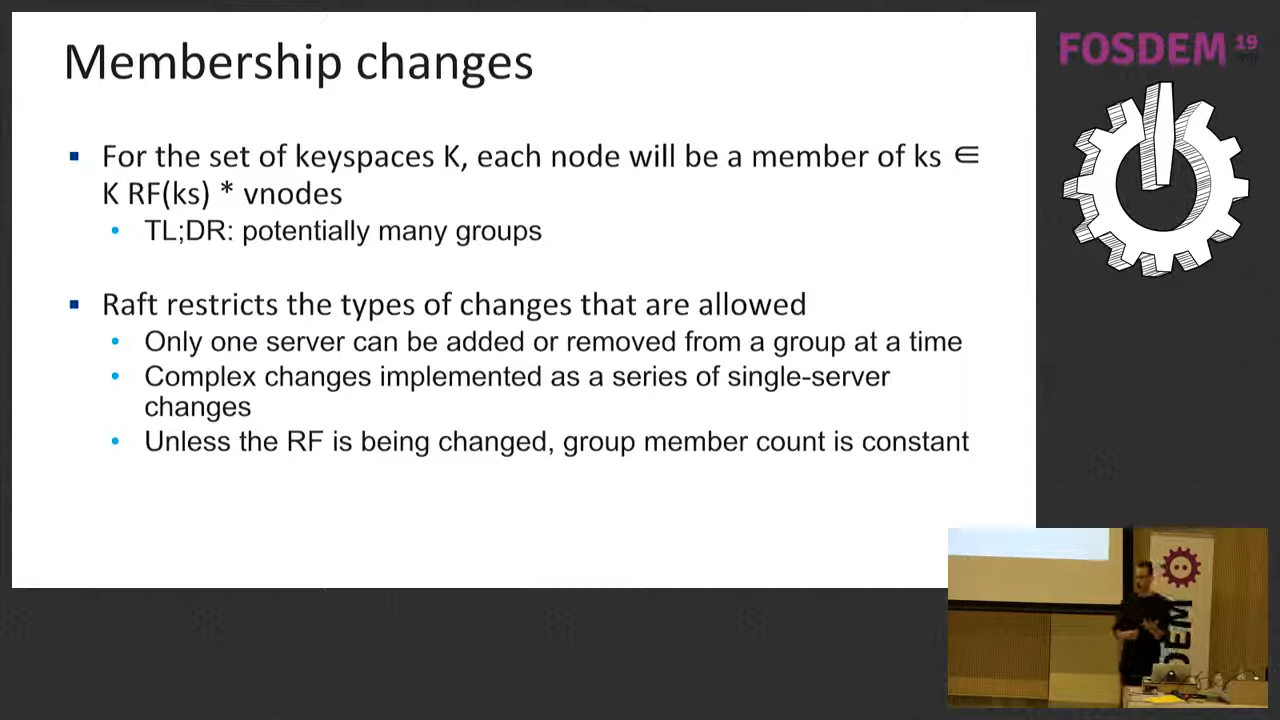 Membership changes
For the set of keyspaces K, each node will be a member of ks ∈
K RF(ks) * vnodes
TL;DR: potentially many groups
Raft restricts the types of changes that are allowed
Only one server can be added or removed from a group at a time
Complex changes implemented as a series of single-server
changes
Unless the RF is being changed, group member count is constant
FOSDEM 19
DEM